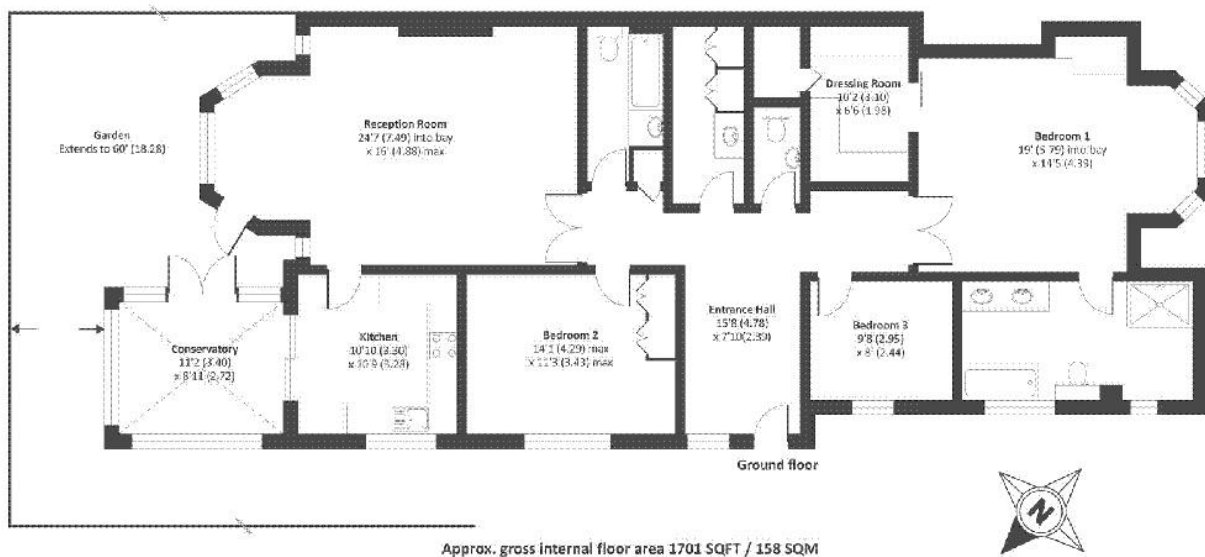 Garden
Extends to 60' (18.28)
Reception Room
24'7 (7.49) into bay
x 16' (4.88) max
Dressing Room
10'2 (3.10)
x 6'6 (1.98)
Bedroom 1
19' (5.79) into bay
x 14'5 (4.39)
Conservatory
11'2 (3.40)
x 8'11 (2.72)
Kitchen
10'10 (3.30)
x 10'9 (3.28)
Bedroom 2
14'1 (4.29) max
x 11'3 (3.43) max
Entrance Hall
15'8 (4.78)
x 7'10 (2.39)
Bedroom 3
9'8 (2.95)
x 8' (2.44)
Ground floor
N
Approx. gross internal floor area 1701 SQFT / 158 SQM